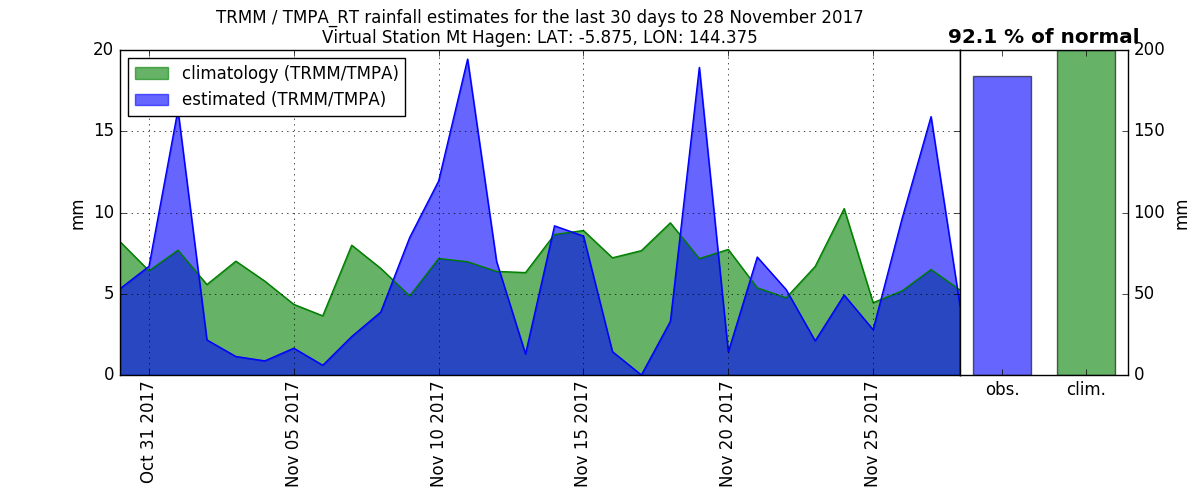 TRMM / TMPA_RT rainfall estimates for the last 30 days to 28 November 2017
Virtual Station Mt Hagen: LAT: -5.875, LON: 144.375
92.1 % of normal
climatology (TRMM/TMPA)
estimated (TRMM/TMPA)
20
15
10
5
0
mm
200
150
100
50
0
mm
Oct 31 2017
Nov 05 2017
Nov 10 2017
Nov 15 2017
Nov 20 2017
Nov 25 2017
obs.
clim.